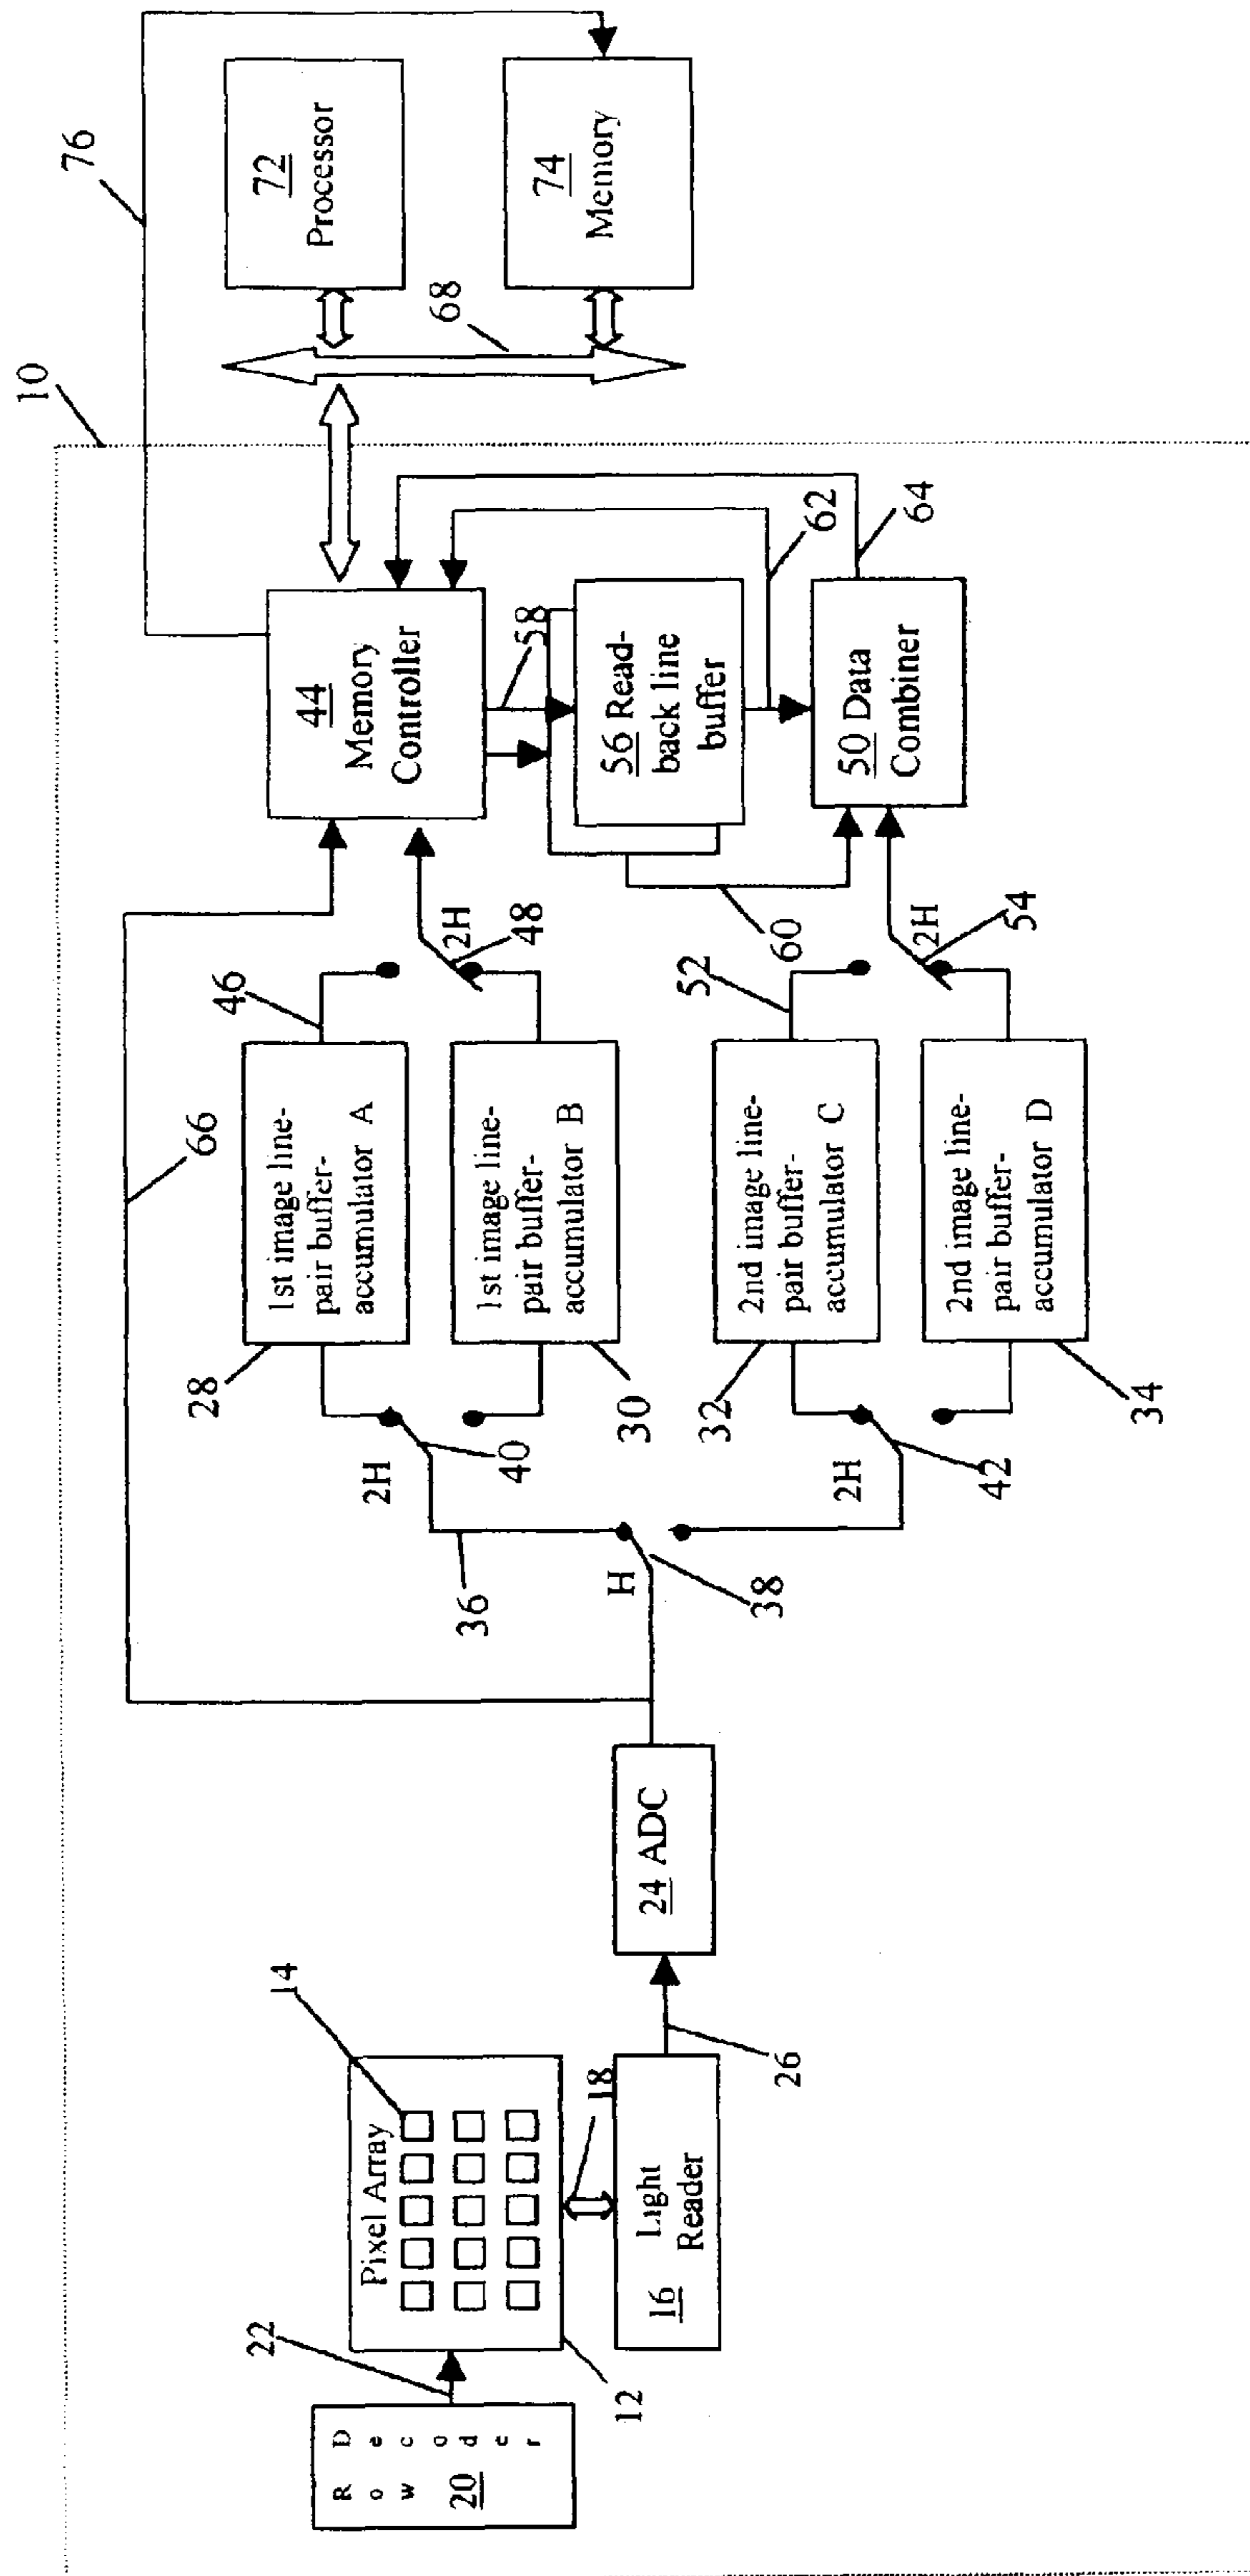 10
76
72
Processor
74
Memory
68
66
44
Memory
Controller
58
56 Read-
back line
buffer
62
50 Data
Combiner
64
60
46
2H
48
52
2H
54
28
1st image line-
pair buffer-
accumulator A
30
1st image line-
pair buffer-
accumulator B
32
2nd image line-
pair buffer-
accumulator C
34
2nd image line-
pair buffer-
accumulator D
2H
40
2H
42
36
H
38
24 ADC
26
14
Pixel Array
18
Light
Reader
16
12
22
Row
Decoder
20